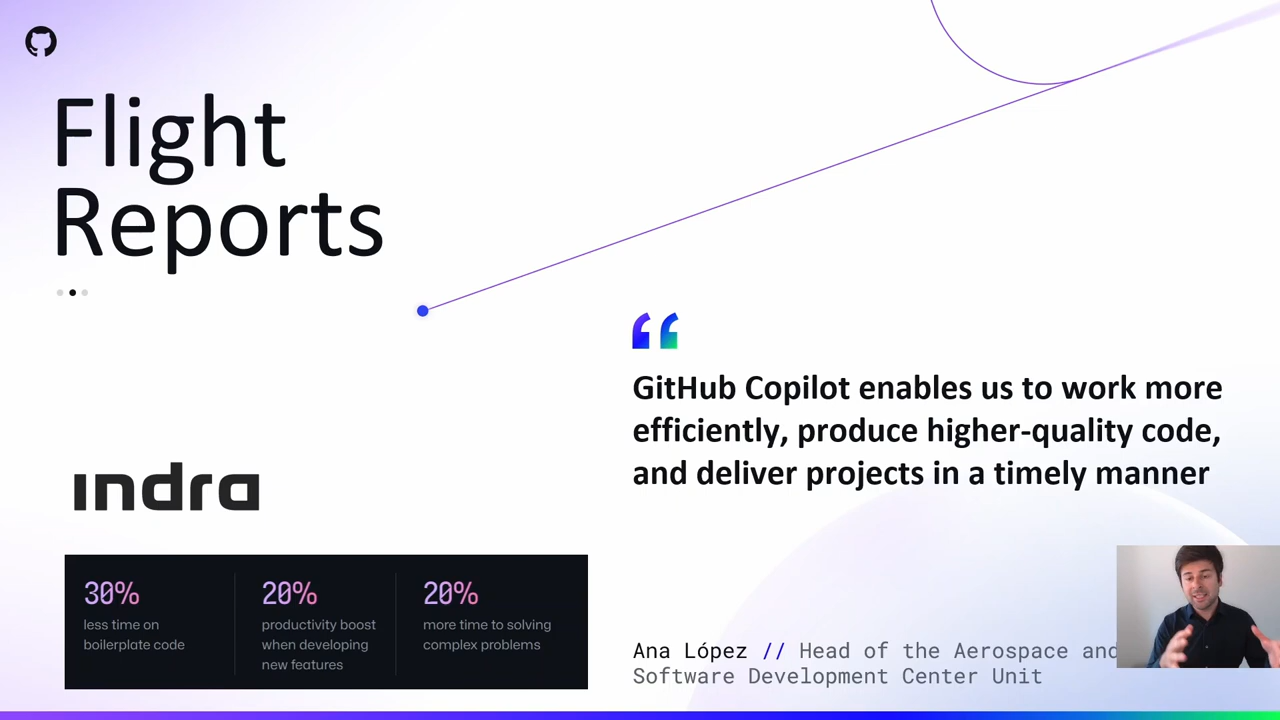 Flight
Reports
GitHub Copilot enables us to work more
efficiently, produce higher-quality code,
and deliver projects in a timely manner
indra
30%
less time on
boilerplate code
20%
productivity boost
when developing
new features
20%
more time to solving
complex problems
Ana López // Head of the Aerospace and
Software Development Center Unit